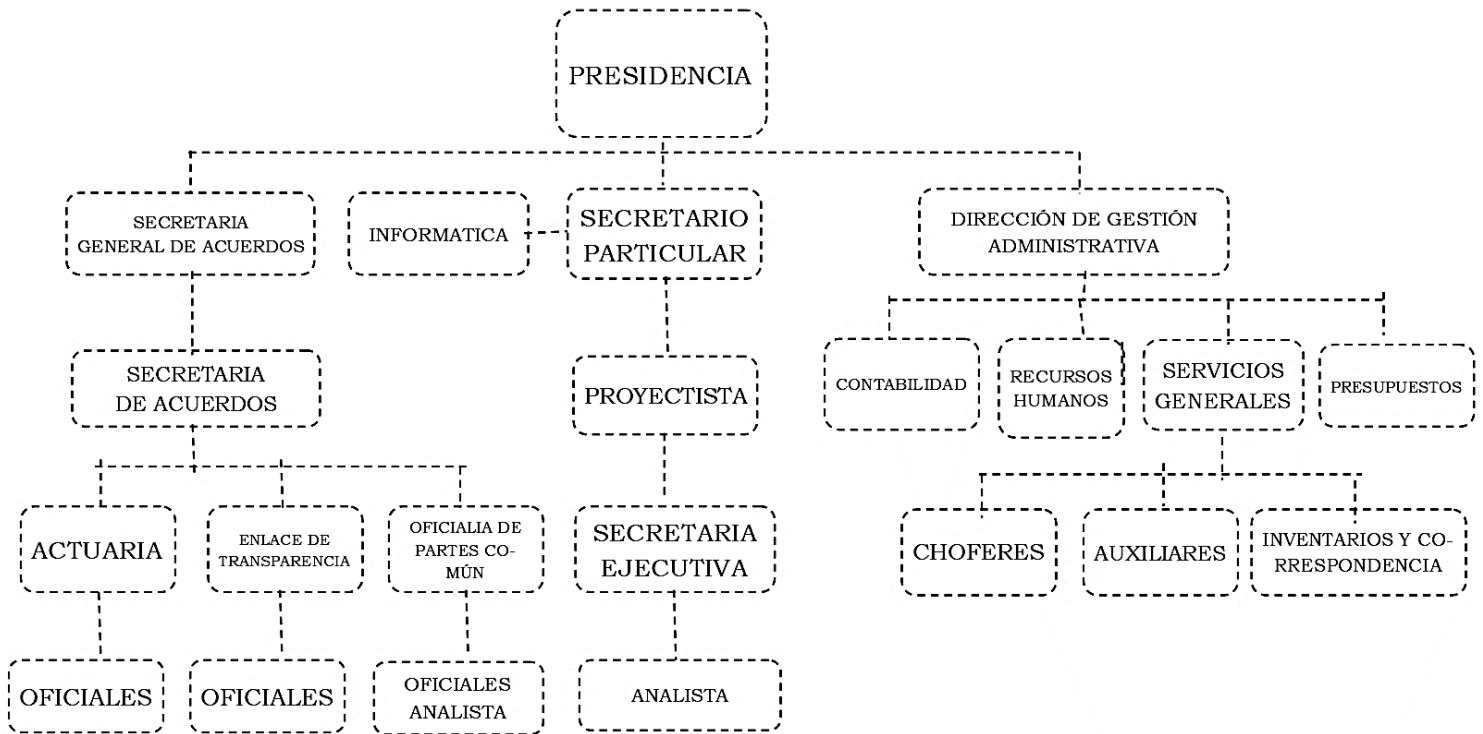 PRESIDENCIA
SECRETARIA
GENERAL DE ACUERDOS
INFORMATICA
SECRETARIO
PARTICULAR
DIRECCIÓN DE GESTIÓN
ADMINISTRATIVA
SECRETARIA
DE ACUERDOS
PROYECTISTA
CONTABILIDAD
RECURSOS
HUMANOS
SERVICIOS
GENERALES
PRESUPUESTOS
ACTUARIA
ENLACE DE
TRANSPARENCIA
OFICIALIA DE
PARTES CO-
MÚN
SECRETARIA
EJECUTIVA
CHOFERES
AUXILIARES
INVENTARIOS Y CO-
RRESPONDENCIA
OFICIALES
OFICIALES
OFICIALES
ANALISTA
ANALISTA